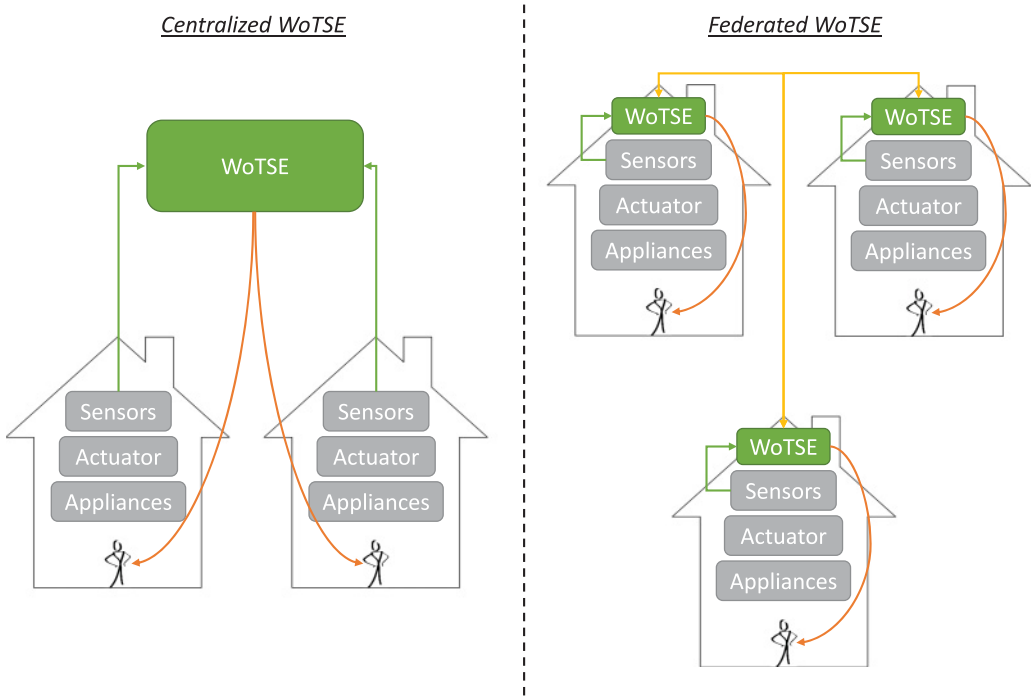 Centralized WoTSE
WoTSE
Sensors
Actuator
Appliances
Sensors
Actuator
Appliances
Federated WoTSE
WoTSE
Sensors
Actuator
Appliances
WoTSE
Sensors
Actuator
Appliances
WoTSE
Sensors
Actuator
Appliances